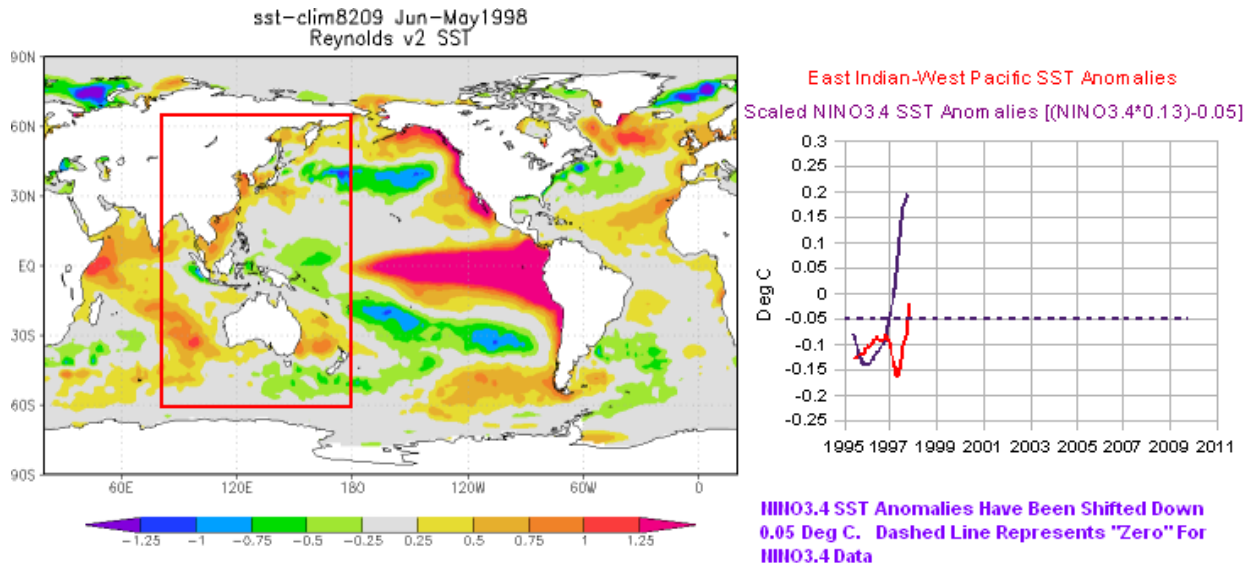 sst-clim8209 Jun-May1998
Reynolds v2 SST
90N
60N
30N
EQ
30S
60S
90S
60E
120E
180
120W
60W
0
-1.25
-1
-0.75
-0.5
-0.25
0.25
0.5
0.75
1
1.25
East Indian-West Pacific SST Anomalies
Scaled NINO3.4 SST Anomalies [(NINO3.4*0.13)-0.05]
Deg C
0.3
0.25
0.2
0.15
0.1
0.05
0
-0.05
-0.1
-0.15
-0.2
-0.25
1995 1997 1999 2001 2003 2005 2007 2009 2011
NINO3.4 SST Anomalies Have Been Shifted Down
0.05 Deg C. Dashed Line Represents "Zero" For
NINO3.4 Data